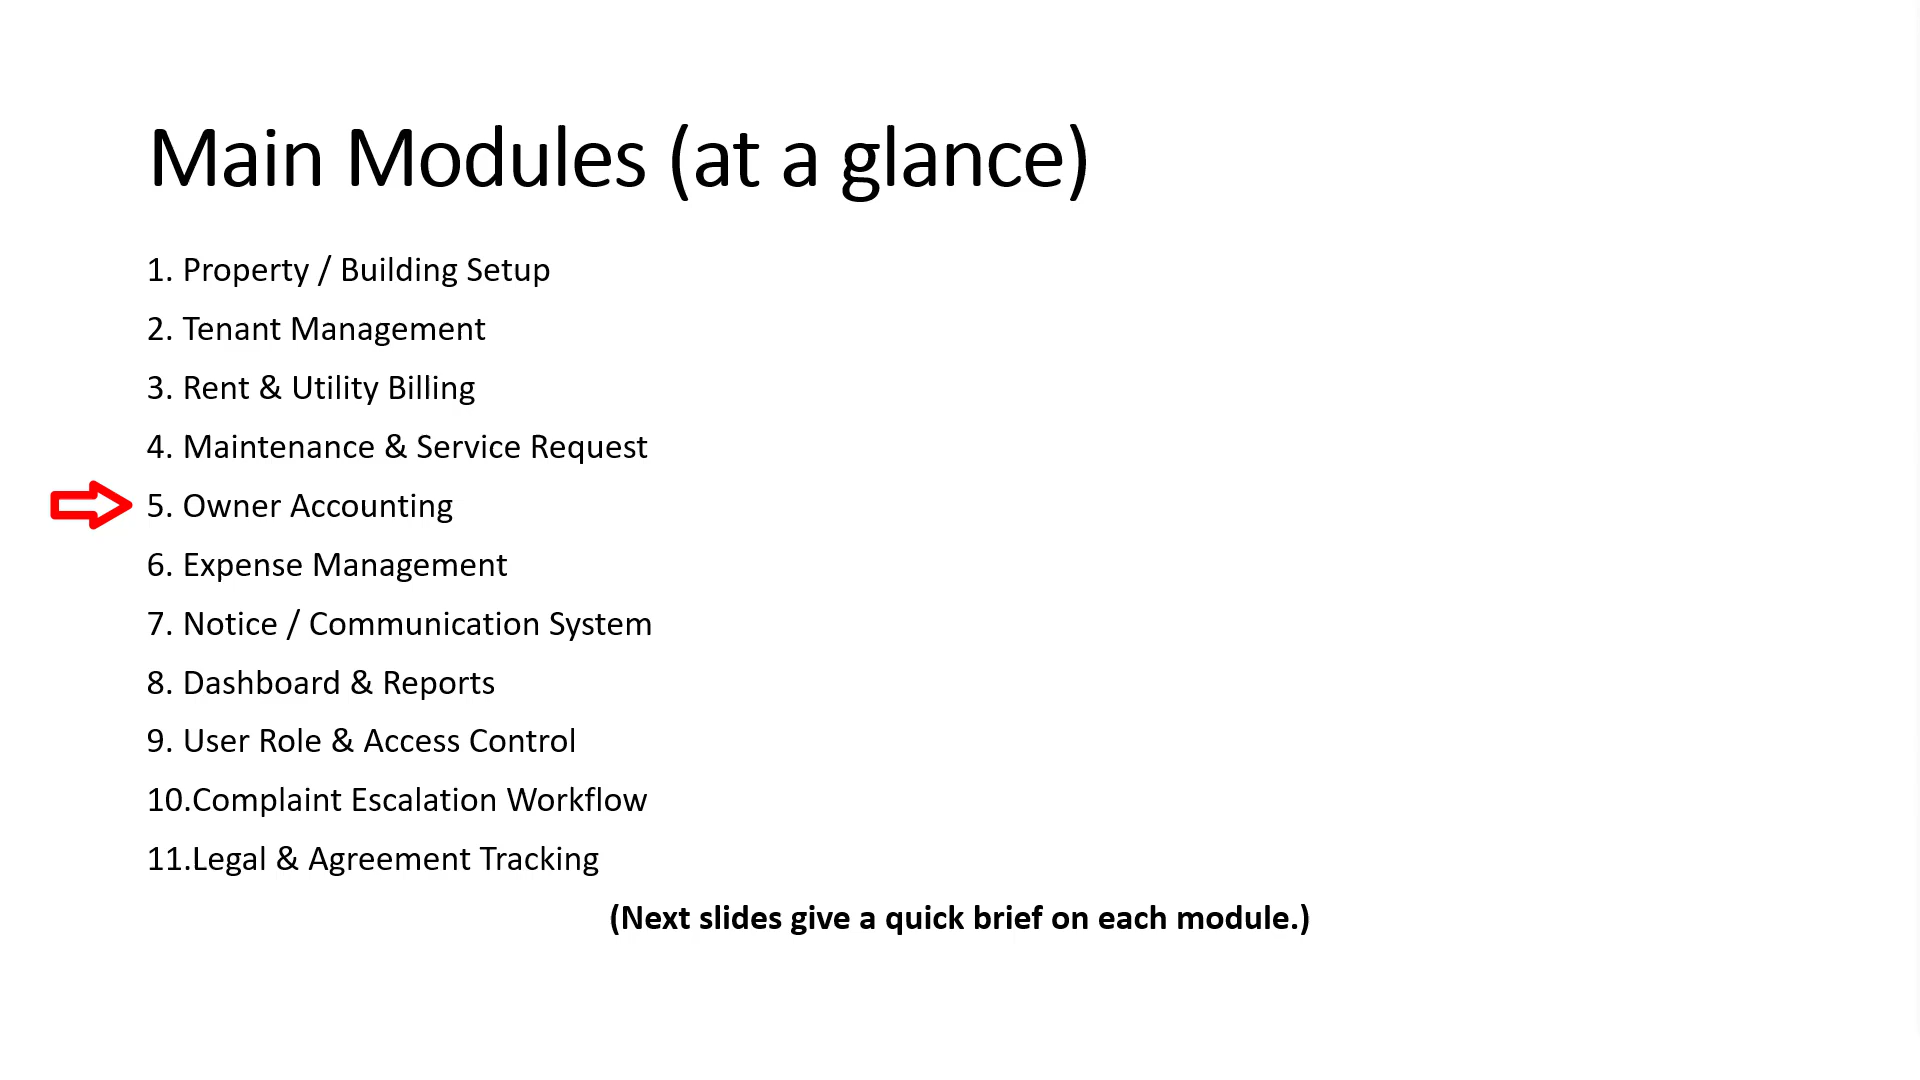 Main Modules (at a glance)
1. Property / Building Setup
2. Tenant Management
3. Rent & Utility Billing
4. Maintenance & Service Request
5. Owner Accounting
6. Expense Management
7. Notice / Communication System
8. Dashboard & Reports
9. User Role & Access Control
10.Complaint Escalation Workflow
11.Legal & Agreement Tracking
(Next slides give a quick brief on each module.)